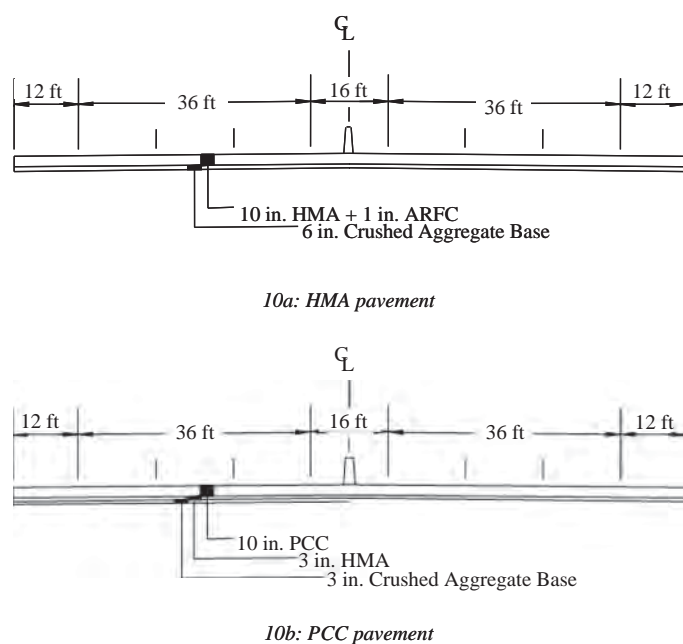 ℄
12 ft 36 ft 16 ft 36 ft 12 ft
10 in. HMA + 1 in. ARFC
6 in. Crushed Aggregate Base
10a: HMA pavement
℄
12 ft 36 ft 16 ft 36 ft 12 ft
10 in. PCC
3 in. HMA
3 in. Crushed Aggregate Base
10b: PCC pavement